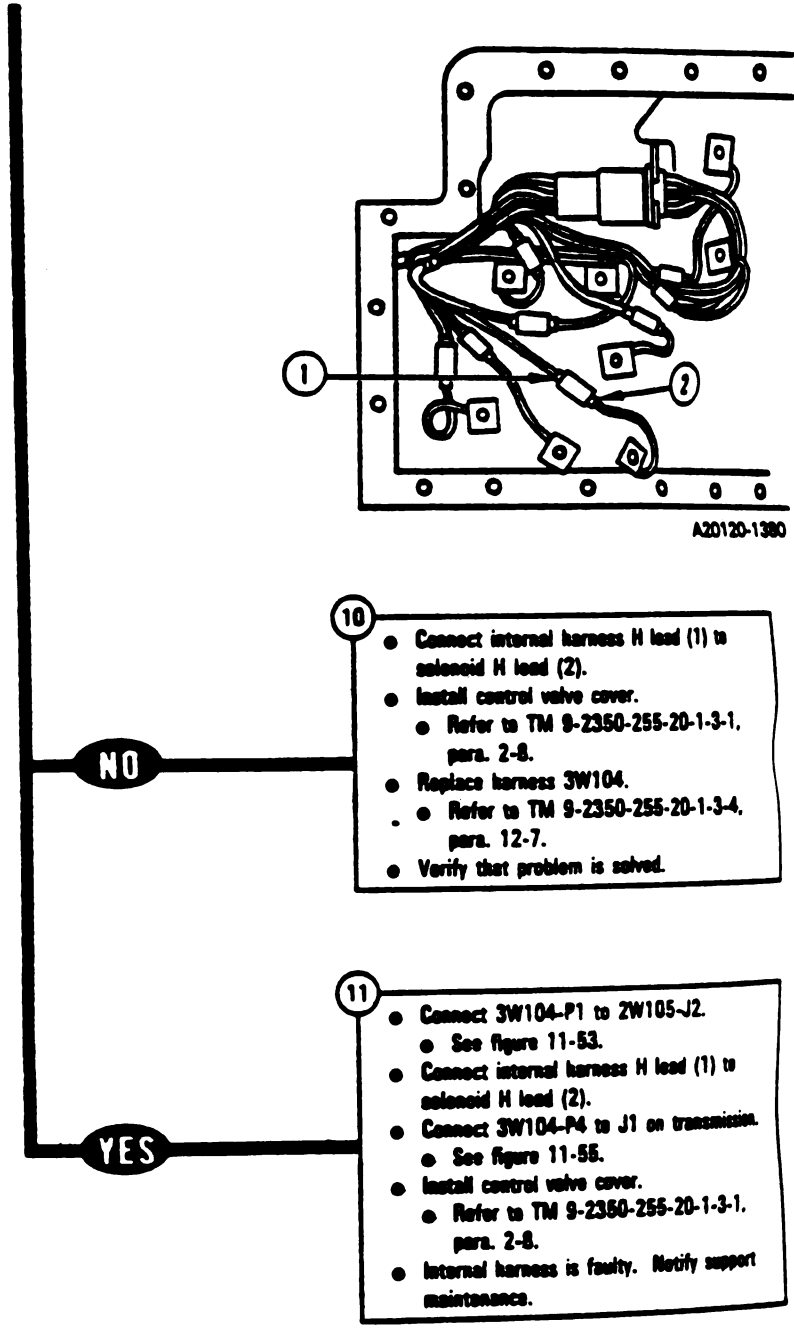 1
2
A20120-1380
10
● Connect internal harness H lead (1) to
solenoid H lead (2).
● Install control valve cover.
● Refer to TM 9-2350-255-20-1-3-1,
para. 2-8.
● Replace harness 3W104.
● Refer to TM 9-2350-255-20-1-3-4,
para. 12-7.
● Verify that problem is solved.
NO
11
● Connect 3W104-P1 to 2W105-J2.
● See figure 11-53.
● Connect internal harness H lead (1) to
solenoid H lead (2).
● Connect 3W104-P4 to J1 on transmission.
● See figure 11-55.
● Install control valve cover.
● Refer to TM 9-2350-255-20-1-3-1,
para. 2-8.
● Internal harness is faulty. Notify support
maintenance.
YES